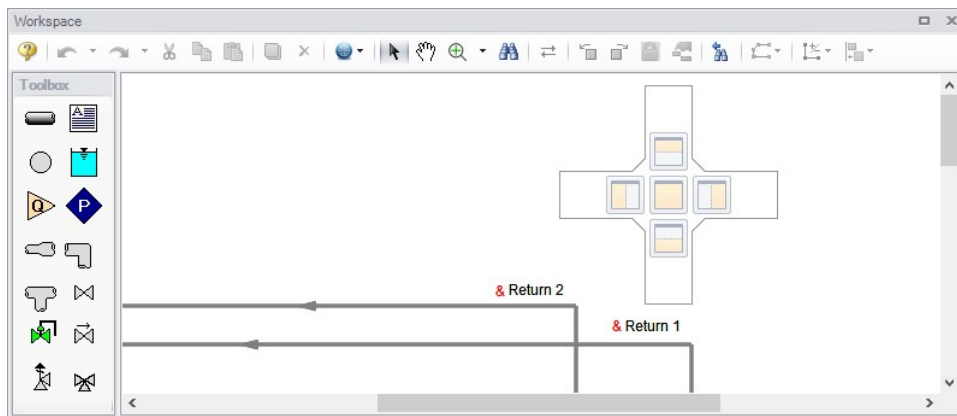 Workspace
Toolbox
A
Q
P
& Return 2
& Return 1